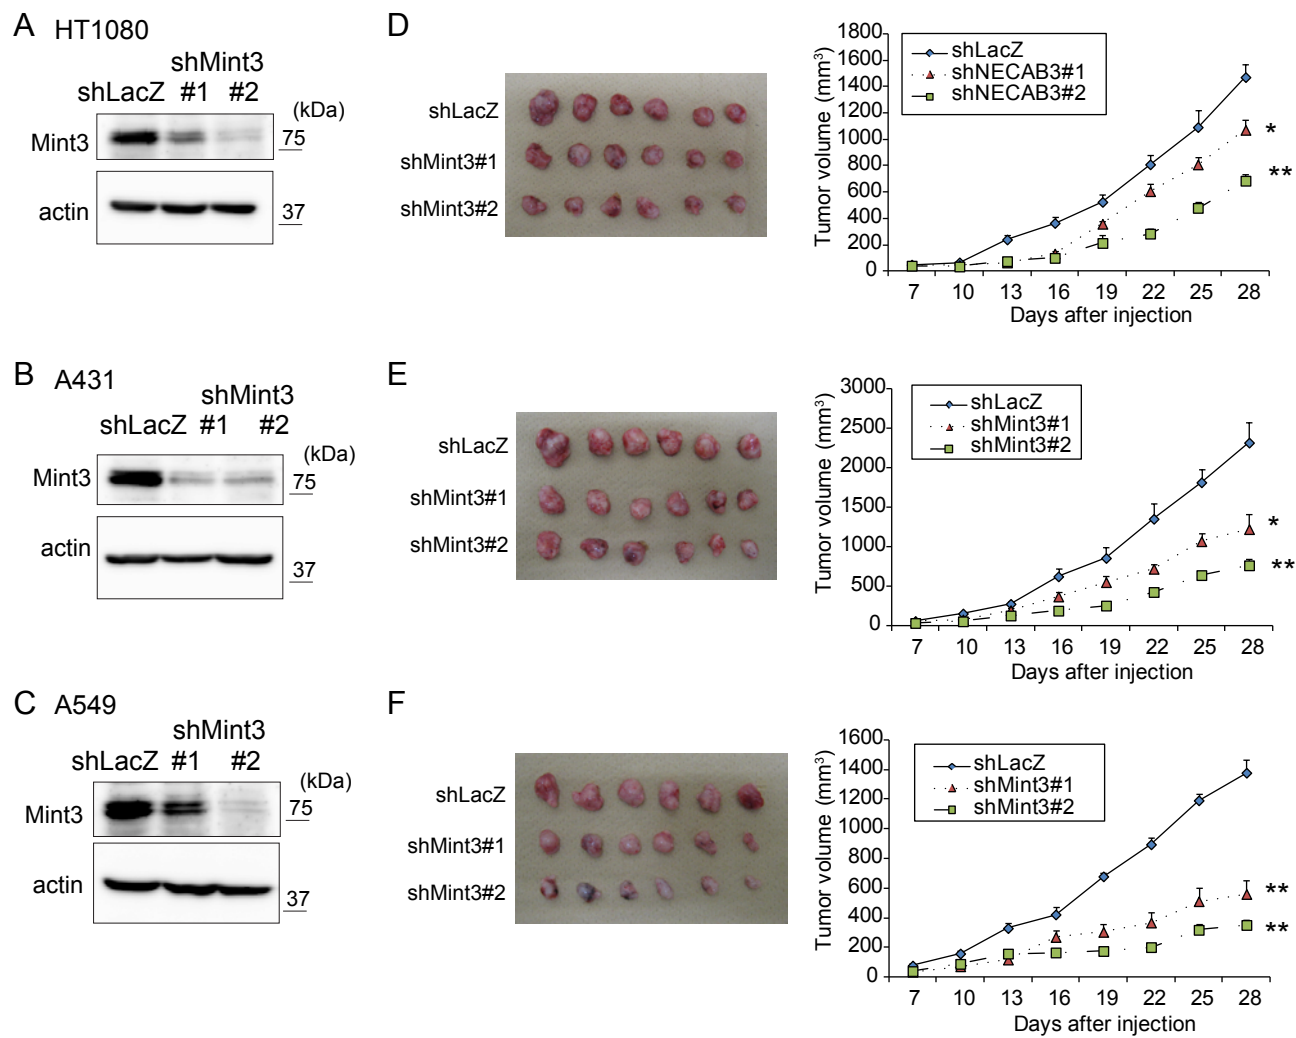 A HT1080
shMint3
shLacZ #1 #2
(kDa)
Mint3
75
actin
37
D
shLacZ
shMint3#1
shMint3#2
Tumor volume (mm³)
1800
1600
1400
1200
1000
800
600
400
200
0
shLacZ
shNECAB3#1
shNECAB3#2
*
**
7 10 13 16 19 22 25 28
Days after injection
B A431
shMint3
shLacZ #1 #2
(kDa)
Mint3
75
actin
37
E
shLacZ
shMint3#1
shMint3#2
Tumor volume (mm³)
3000
2500
2000
1500
1000
500
0
shLacZ
shMint3#1
shMint3#2
*
**
7 10 13 16 19 22 25 28
Days after injection
C A549
shMint3
shLacZ #1 #2
(kDa)
Mint3
75
actin
37
F
shLacZ
shMint3#1
shMint3#2
Tumor volume (mm³)
1600
1400
1200
1000
800
600
400
200
0
shLacZ
shMint3#1
shMint3#2
**
**
7 10 13 16 19 22 25 28
Days after injection